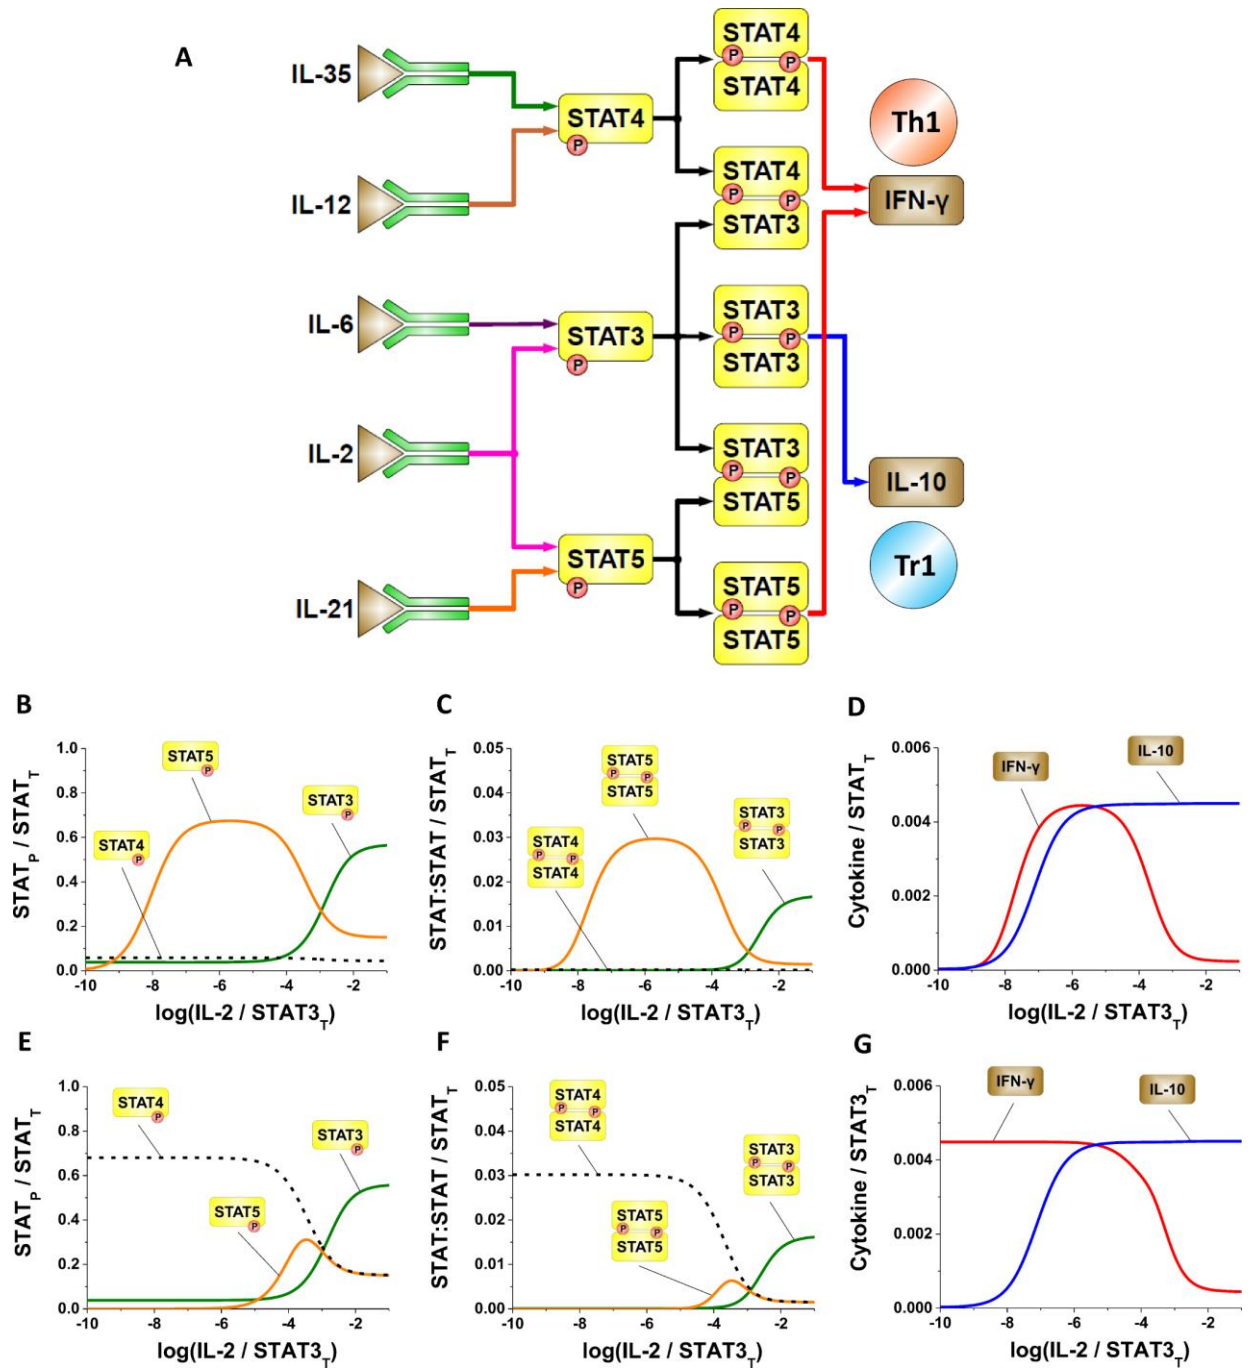 A
IL-35
IL-12
IL-6
IL-2
IL-21
STAT4
P
STAT3
P
STAT5
P
STAT4
P P
STAT4
STAT4
P P
STAT3
STAT3
P P
STAT3
STAT3
P P
STAT5
STAT5
P P
STAT5
Th1
IFN-γ
IL-10
Tr1
B
STATP / STATT
1.0
0.8
0.6
0.4
0.2
0.0
STAT5
P
STAT3
P
STAT4
P
-10 -8 -6 -4 -2
log(IL-2 / STAT3T)
C
STAT:STAT / STATT
0.05
0.04
0.03
0.02
0.01
0.00
STAT5
P P
STAT5
STAT4
P P
STAT4
STAT3
P P
STAT3
-10 -8 -6 -4 -2
log(IL-2 / STAT3T)
D
Cytokine / STATT
0.006
0.004
0.002
0.000
IFN-γ
IL-10
-10 -8 -6 -4 -2
log(IL-2 / STAT3T)
E
STATP / STATT
1.0
0.8
0.6
0.4
0.2
0.0
STAT4
P
STAT3
P
STAT5
P
-10 -8 -6 -4 -2
log(IL-2 / STAT3T)
F
STAT:STAT / STATT
0.05
0.04
0.03
0.02
0.01
0.00
STAT4
P P
STAT4
STAT3
P P
STAT3
STAT5
P P
STAT5
-10 -8 -6 -4 -2
log(IL-2 / STAT3T)
G
Cytokine / STAT3T
0.006
0.004
0.002
0.000
IFN-γ
IL-10
-10 -8 -6 -4 -2
log(IL-2 / STAT3T)